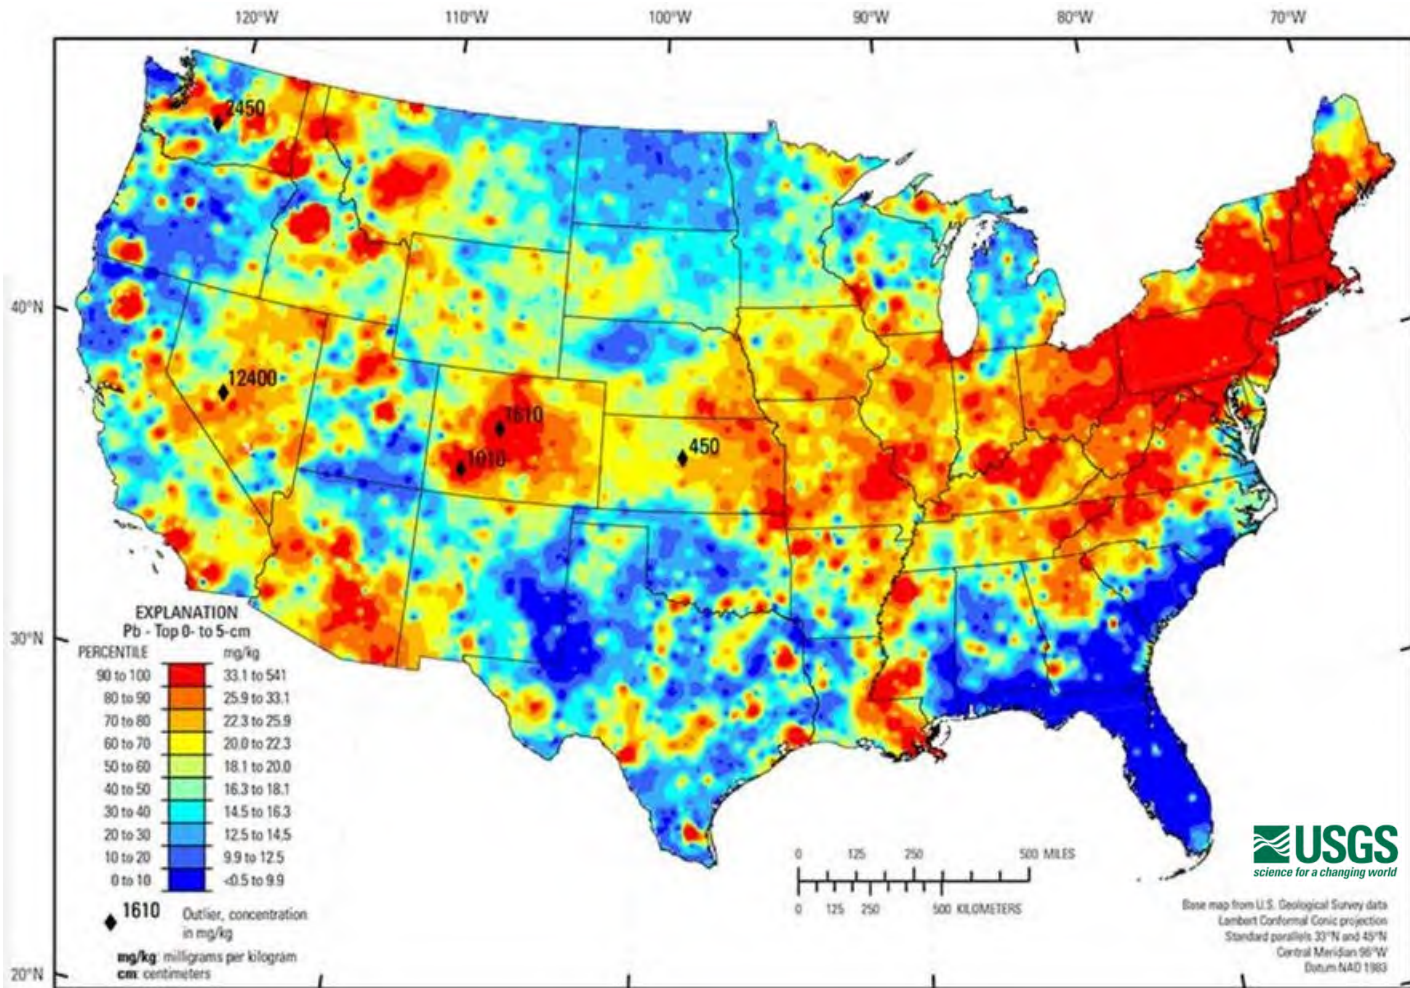 120°W 110°W 100°W 90°W 80°W 70°W
2450
40°N
12400
1610
450
1010
30°N
EXPLANATION
Pb - Top 0- to 5-cm
PERCENTILE mg/kg
90 to 100 33.1 to 541
80 to 90 25.9 to 33.1
70 to 80 22.3 to 25.9
60 to 70 20.0 to 22.3
50 to 60 18.1 to 20.0
40 to 50 16.3 to 18.1
30 to 40 14.5 to 16.3
20 to 30 12.5 to 14.5
10 to 20 9.9 to 12.5
0 to 10 <0.5 to 9.9
1610 Outlier, concentration
in mg/kg
mg/kg: milligrams per kilogram
cm: centimeters
20°N
0 125 250 500 MILES
0 125 250 500 KILOMETERS
USGS
science for a changing world
Base map from U.S. Geological Survey data
Lambert Conformal Conic projection
Standard parallels 33°N and 45°N
Central Meridian 96°W
Datum NAD 1983